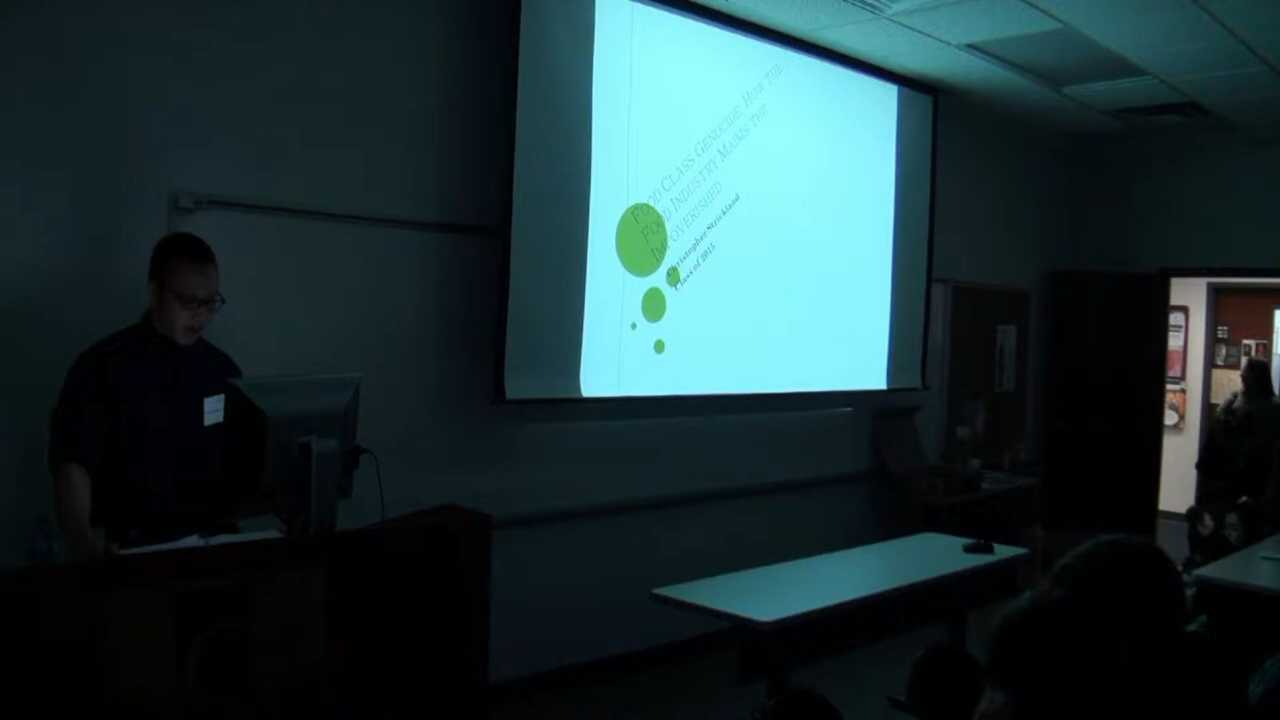 FOOD CLASS GENOCIDE: HOW THE
FOOD INDUSTRY MAIMS THE
IMPOVERISHED
Christopher Strickland
Class of 2015